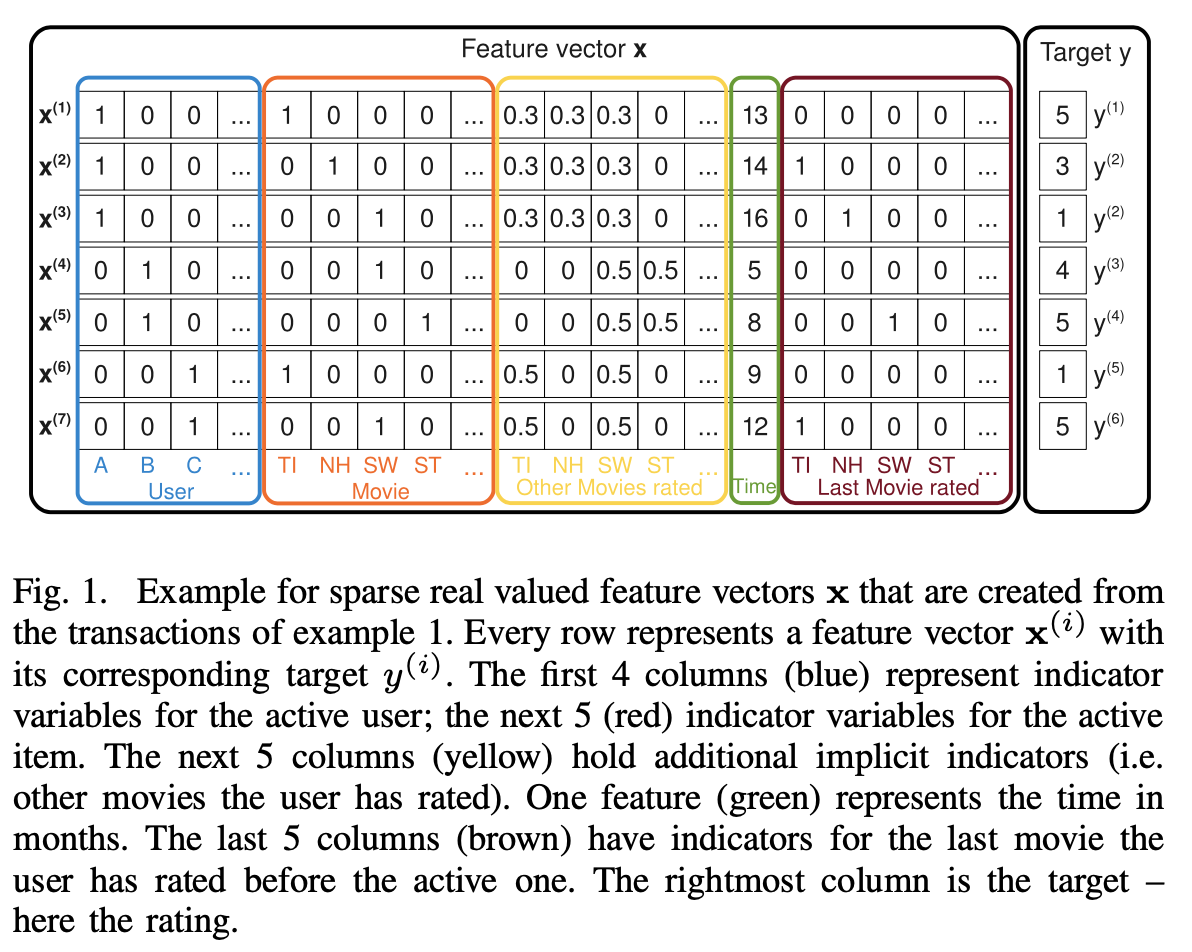 Feature vector x
Target y
x(1) 1 0 0 ... 1 0 0 0 ... 0.3 0.3 0.3 0 ... 13 0 0 0 0 ... 5 y(1)
x(2) 1 0 0 ... 0 1 0 0 ... 0.3 0.3 0.3 0 ... 14 1 0 0 0 ... 3 y(2)
x(3) 1 0 0 ... 0 0 1 0 ... 0.3 0.3 0.3 0 ... 16 0 1 0 0 ... 1 y(2)
x(4) 0 1 0 ... 0 0 1 0 ... 0 0 0.5 0.5 ... 5 0 0 0 0 ... 4 y(3)
x(5) 0 1 0 ... 0 0 0 1 ... 0 0 0.5 0.5 ... 8 0 0 1 0 ... 5 y(4)
x(6) 0 0 1 ... 1 0 0 0 ... 0.5 0 0.5 0 ... 9 0 0 0 0 ... 1 y(5)
x(7) 0 0 1 ... 0 0 1 0 ... 0.5 0 0.5 0 ... 12 1 0 0 0 ... 5 y(6)
A B C ... TI NH SW ST ... TI NH SW ST ... TI NH SW ST ...
User Movie Other Movies rated Time Last Movie rated
Fig. 1. Example for sparse real valued feature vectors x that are created from
the transactions of example 1. Every row represents a feature vector x(i) with
its corresponding target y(i). The first 4 columns (blue) represent indicator
variables for the active user; the next 5 (red) indicator variables for the active
item. The next 5 columns (yellow) hold additional implicit indicators (i.e.
other movies the user has rated). One feature (green) represents the time in
months. The last 5 columns (brown) have indicators for the last movie the
user has rated before the active one. The rightmost column is the target –
here the rating.